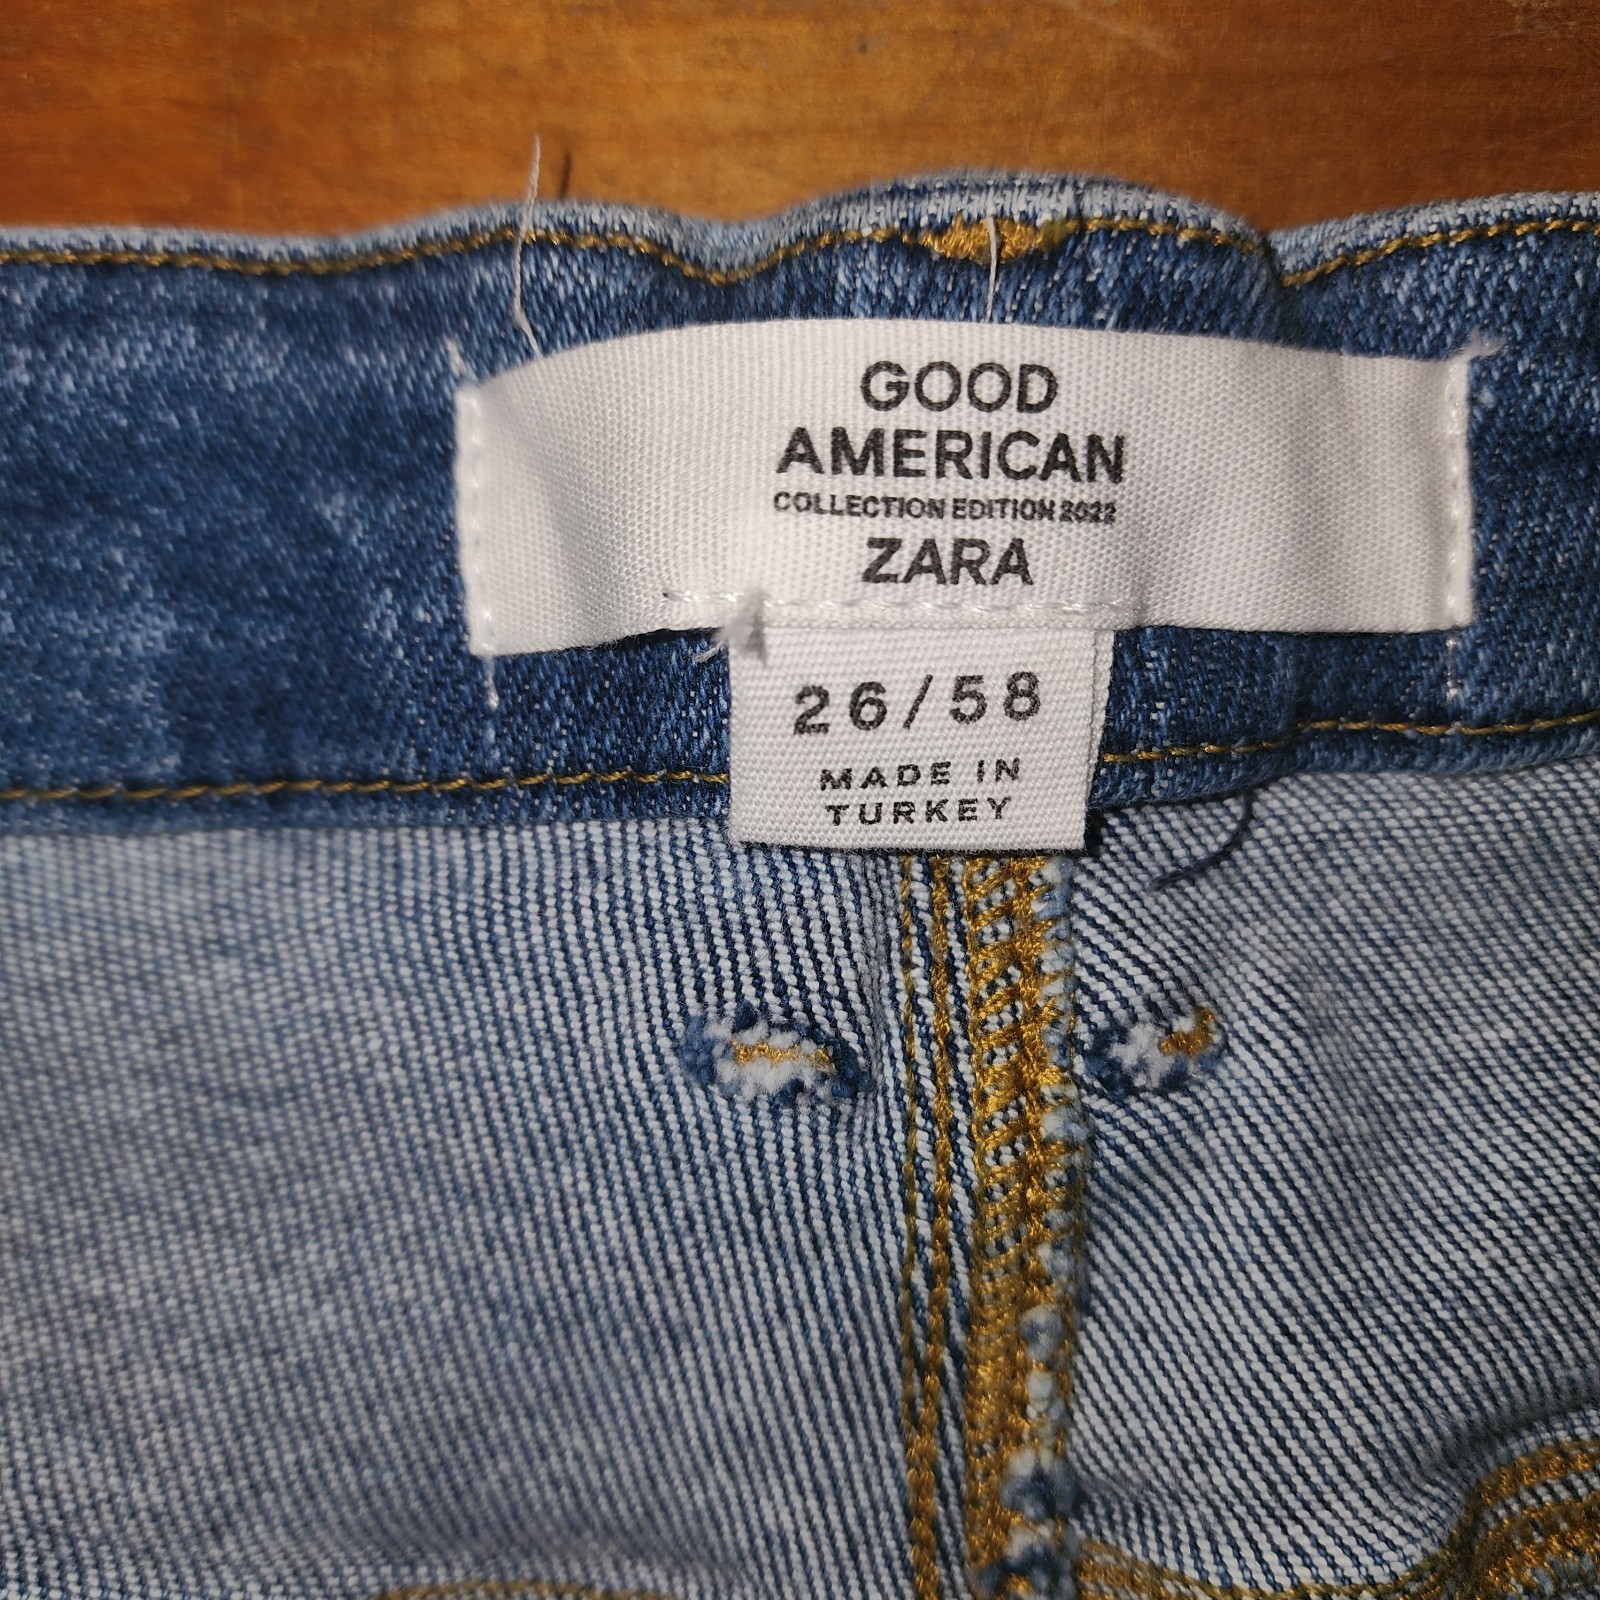 GOOD
AMERICAN
COLLECTION EDITION 2022
ZARA
26/58
MADE IN
TURKEY